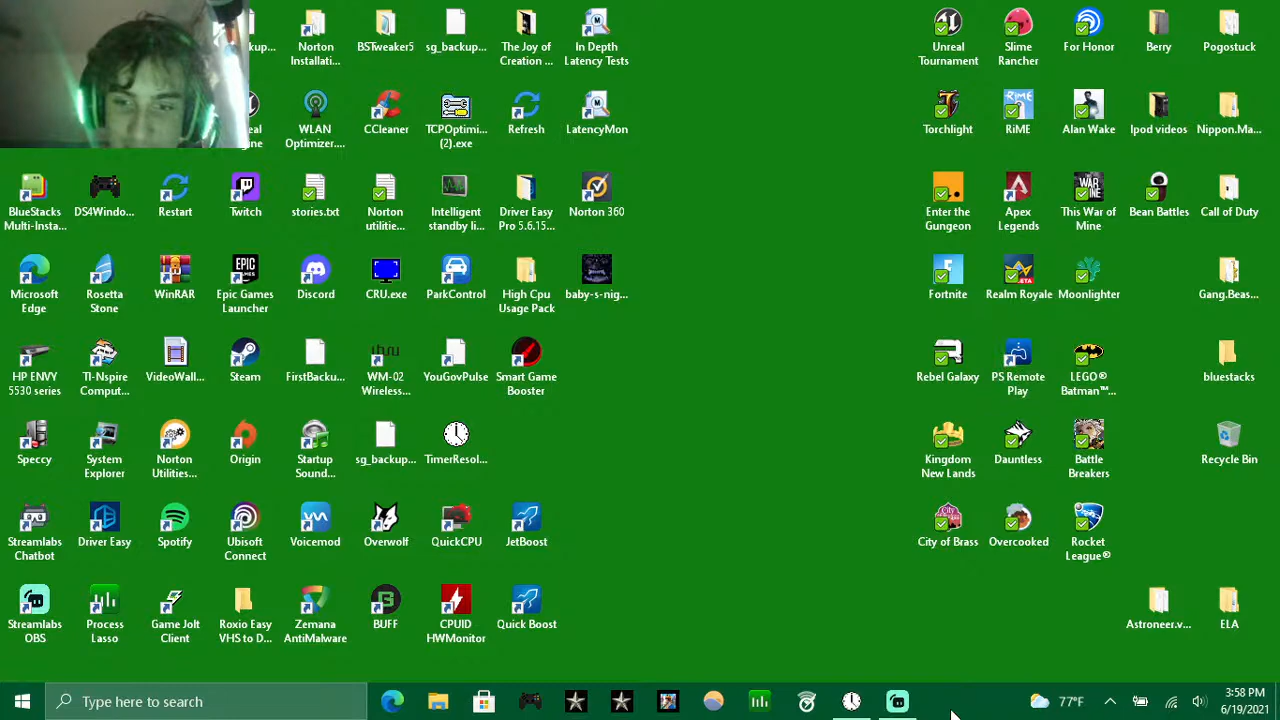 kup...
Norton
Installati...
BSTweaker5
sg_backup...
The Joy of
Creation ...
In Depth
Latency Tests
Unreal
Tournament
Slime
Rancher
For Honor
Berry
Pogostuck
WLAN
Optimizer....
CCleaner
TCPOptimi...
(2).exe
Refresh
LatencyMon
Torchlight
RiME
Alan Wake
Ipod videos
Nippon.Ma...
BlueStacks
Multi-Insta...
DS4Windo...
Restart
Twitch
stories.txt
Norton
utilitie...
Intelligent
standby li...
Driver Easy
Pro 5.6.15...
Norton 360
Enter the
Gungeon
Apex
Legends
This War of
Mine
Bean Battles
Call of Duty
Microsoft
Edge
Rosetta
Stone
WinRAR
Epic Games
Launcher
Discord
CRU.exe
ParkControl
High Cpu
Usage Pack
baby-s-nig...
Fortnite
Realm Royale
Moonlighter
Gang.Beas...
HP ENVY
5530 series
TI-Nspire
Comput...
VideoWall...
Steam
FirstBacku...
WM-02
Wireless...
YouGovPulse
Smart Game
Booster
Rebel Galaxy
PS Remote
Play
LEGO®
Batman™...
bluestacks
Speccy
System
Explorer
Norton
Utilities...
Origin
Startup
Sound...
sg_backup...
TimerResol...
Kingdom
New Lands
Dauntless
Battle
Breakers
Recycle Bin
Streamlabs
Chatbot
Driver Easy
Spotify
Ubisoft
Connect
Voicemod
Overwolf
QuickCPU
JetBoost
City of Brass
Overcooked
Rocket
League®
Streamlabs
OBS
Process
Lasso
Game Jolt
Client
Roxio Easy
VHS to D...
Zemana
AntiMalware
BUFF
CPUID
HWMonitor
Quick Boost
Astroneer.v...
ELA
Type here to search
77°F
3:58 PM
6/19/2021